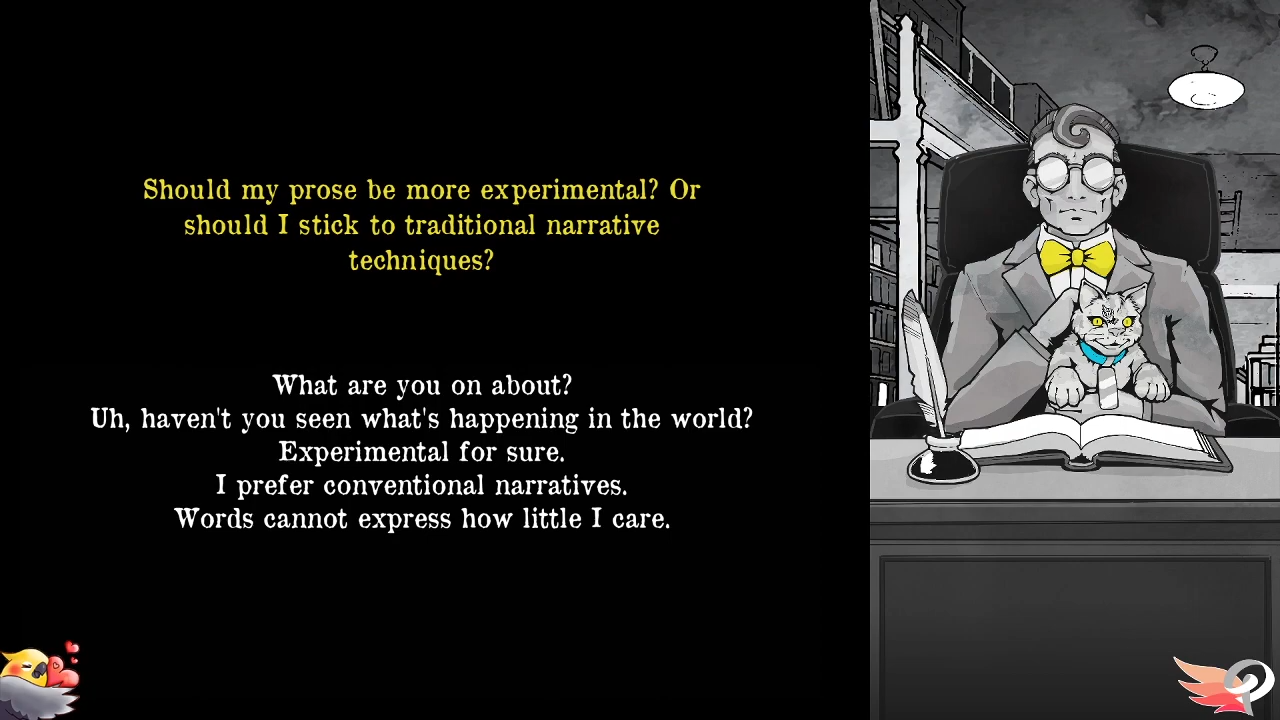 Should my prose be more experimental? Or
should I stick to traditional narrative
techniques?
What are you on about?
Uh, haven't you seen what's happening in the world?
Experimental for sure.
I prefer conventional narratives.
Words cannot express how little I care.